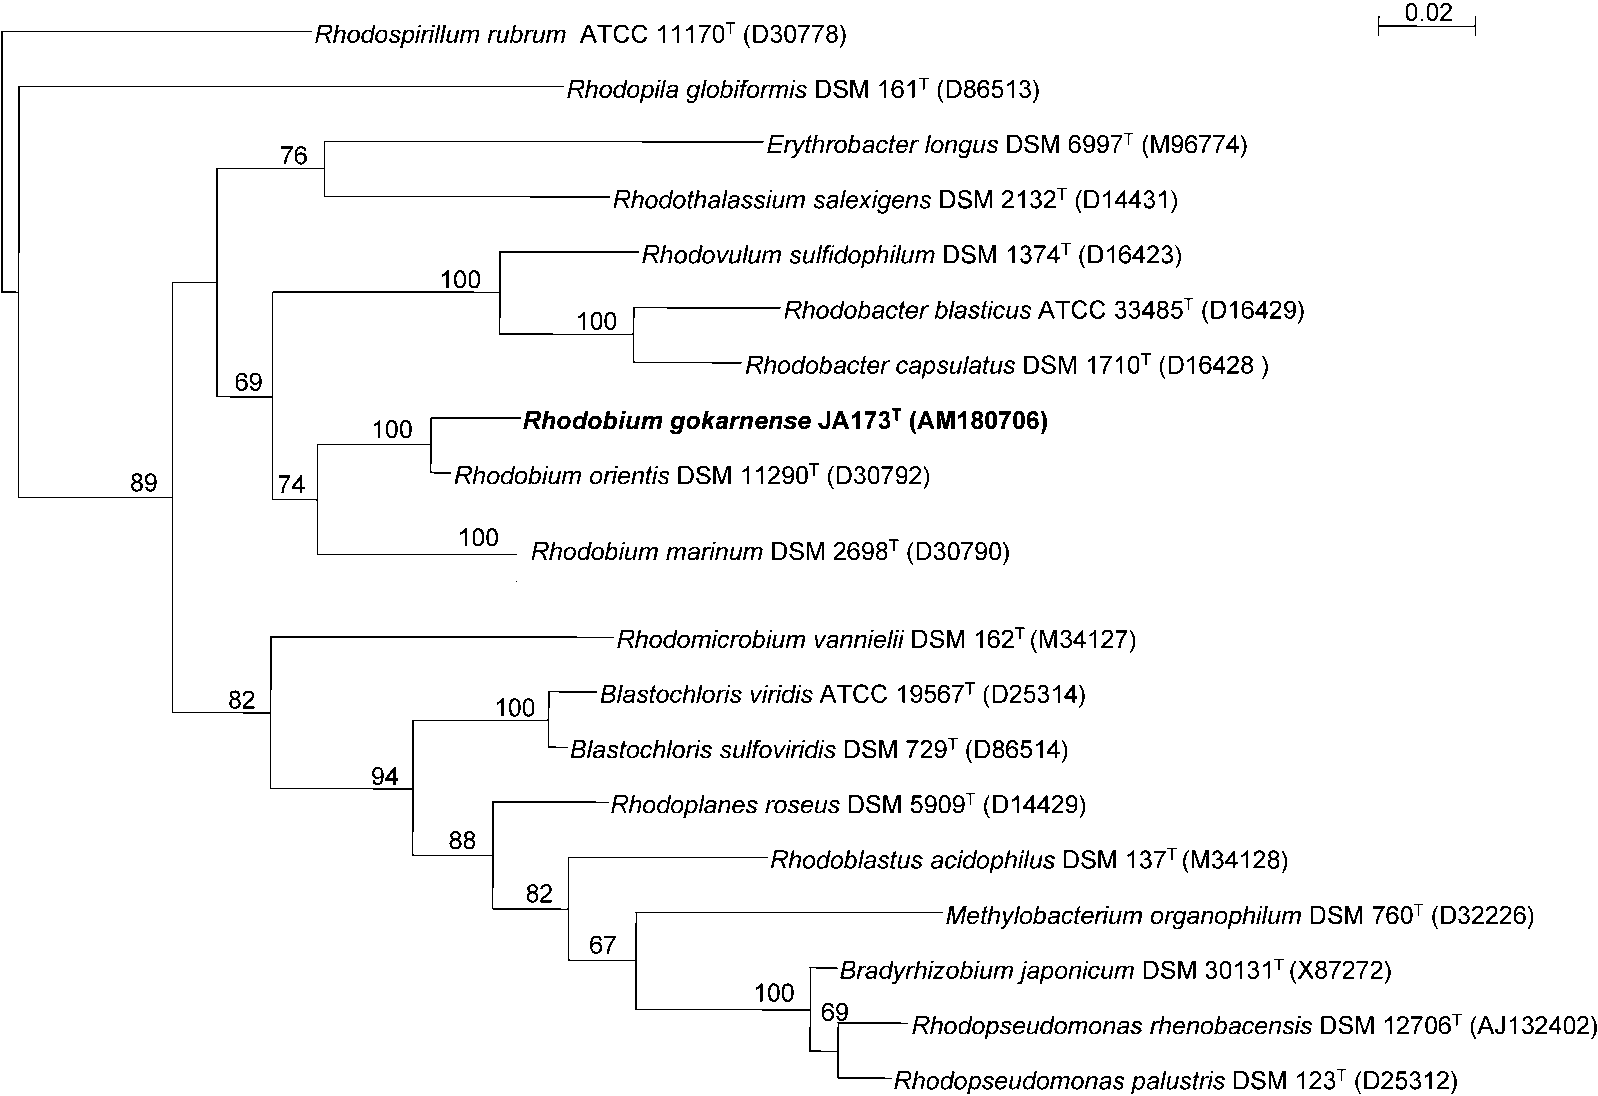 0.02
Rhodospirillum rubrum ATCC 11170T (D30778)
Rhodopila globiformis DSM 161T (D86513)
Erythrobacter longus DSM 6997T (M96774)
76
Rhodothalassium salexigens DSM 2132T (D14431)
Rhodovulum sulfidophilum DSM 1374T (D16423)
100
Rhodobacter blasticus ATCC 33485T (D16429)
100
Rhodobacter capsulatus DSM 1710T (D16428 )
69
Rhodobium gokarnense JA173T (AM180706)
100
Rhodobium orientis DSM 11290T (D30792)
89
74
100
Rhodobium marinum DSM 2698T (D30790)
Rhodomicrobium vannielii DSM 162T (M34127)
82
Blastochloris viridis ATCC 19567T (D25314)
100
Blastochloris sulfoviridis DSM 729T (D86514)
94
Rhodoplanes roseus DSM 5909T (D14429)
88
Rhodoblastus acidophilus DSM 137T (M34128)
82
Methylobacterium organophilum DSM 760T (D32226)
67
Bradyrhizobium japonicum DSM 30131T (X87272)
100
69
Rhodopseudomonas rhenobacensis DSM 12706T (AJ132402)
Rhodopseudomonas palustris DSM 123T (D25312)